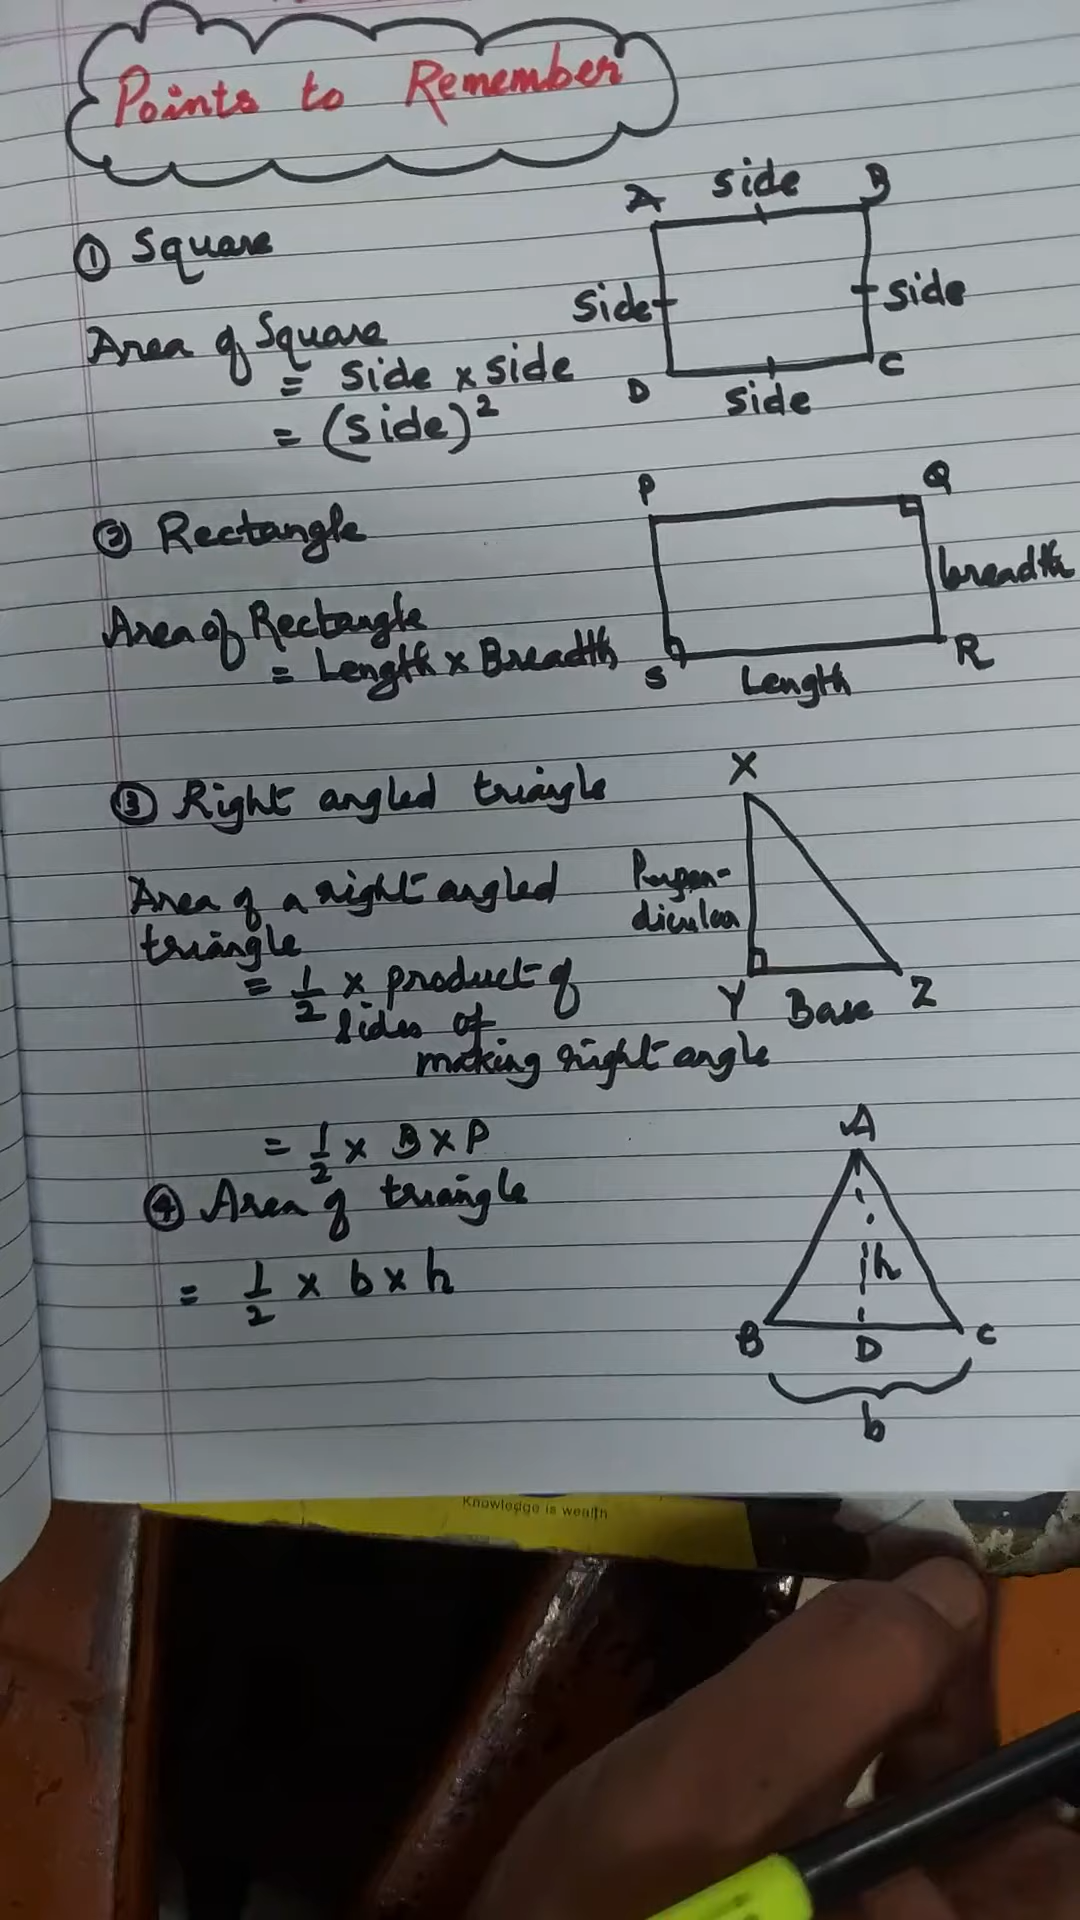 Points to Remember
① Square
A side B
Side
side
D side C
Area of Square
= side × side
= (side)²
② Rectangle
P Q
breadth
S Length R
Area of Rectangle
= Length × Breadth
③ Right angled triangle
X
Perpen-
dicular
Y Base Z
Area of a right angled
triangle
= 1/2 × product of
sides of
making right angle
= 1/2 × B × P
④ Area of triangle
= 1/2 × b × h
A
h
B D C
b
Knowledge is wealth